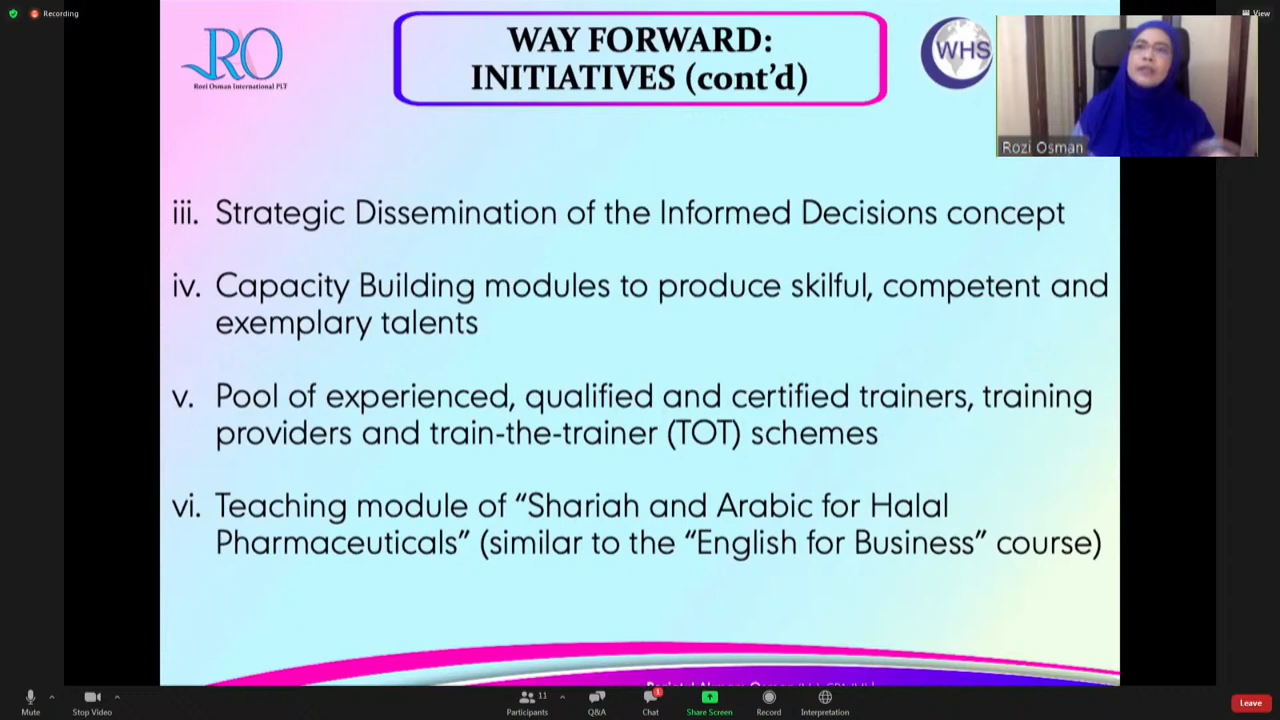 Recording
View
JRO
Rozi Osman International PLT
WAY FORWARD:
INITIATIVES (cont’d)
WHS
Rozi Osman
iii. Strategic Dissemination of the Informed Decisions concept
iv. Capacity Building modules to produce skilful, competent and
exemplary talents
v. Pool of experienced, qualified and certified trainers, training
providers and train-the-trainer (TOT) schemes
vi. Teaching module of “Shariah and Arabic for Halal
Pharmaceuticals” (similar to the “English for Business” course)
Mute
Stop Video
Participants
11
Q&A
Chat
1
Share Screen
Record
Interpretation
Leave